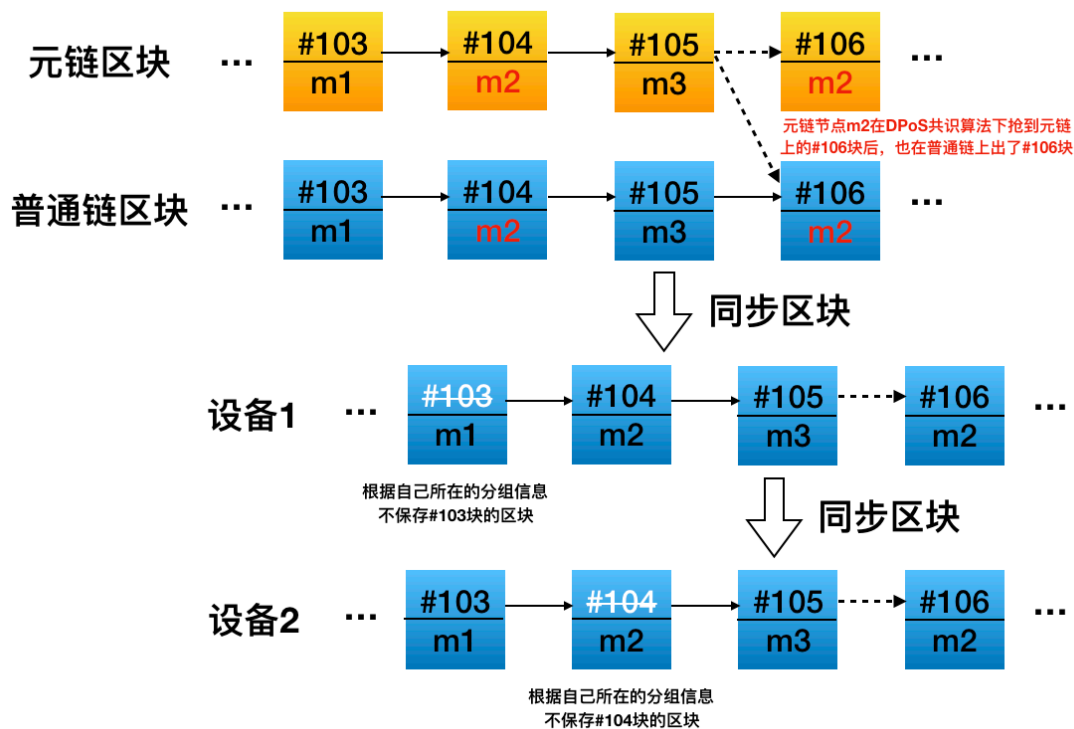 元链区块 ... #103 #104 #105 #106 ...
m1 m2 m3 m2
元链节点m2在DPoS共识算法下抢到元链
上的#106块后，也在普通链上出了#106块
普通链区块 ... #103 #104 #105 #106 ...
m1 m2 m3 m2
同步区块
设备1 ... #103 #104 #105 #106 ...
m1 m2 m3 m2
根据自己所在的分组信息
不保存#103块的区块
同步区块
设备2 ... #103 #104 #105 #106 ...
m1 m2 m3 m2
根据自己所在的分组信息
不保存#104块的区块